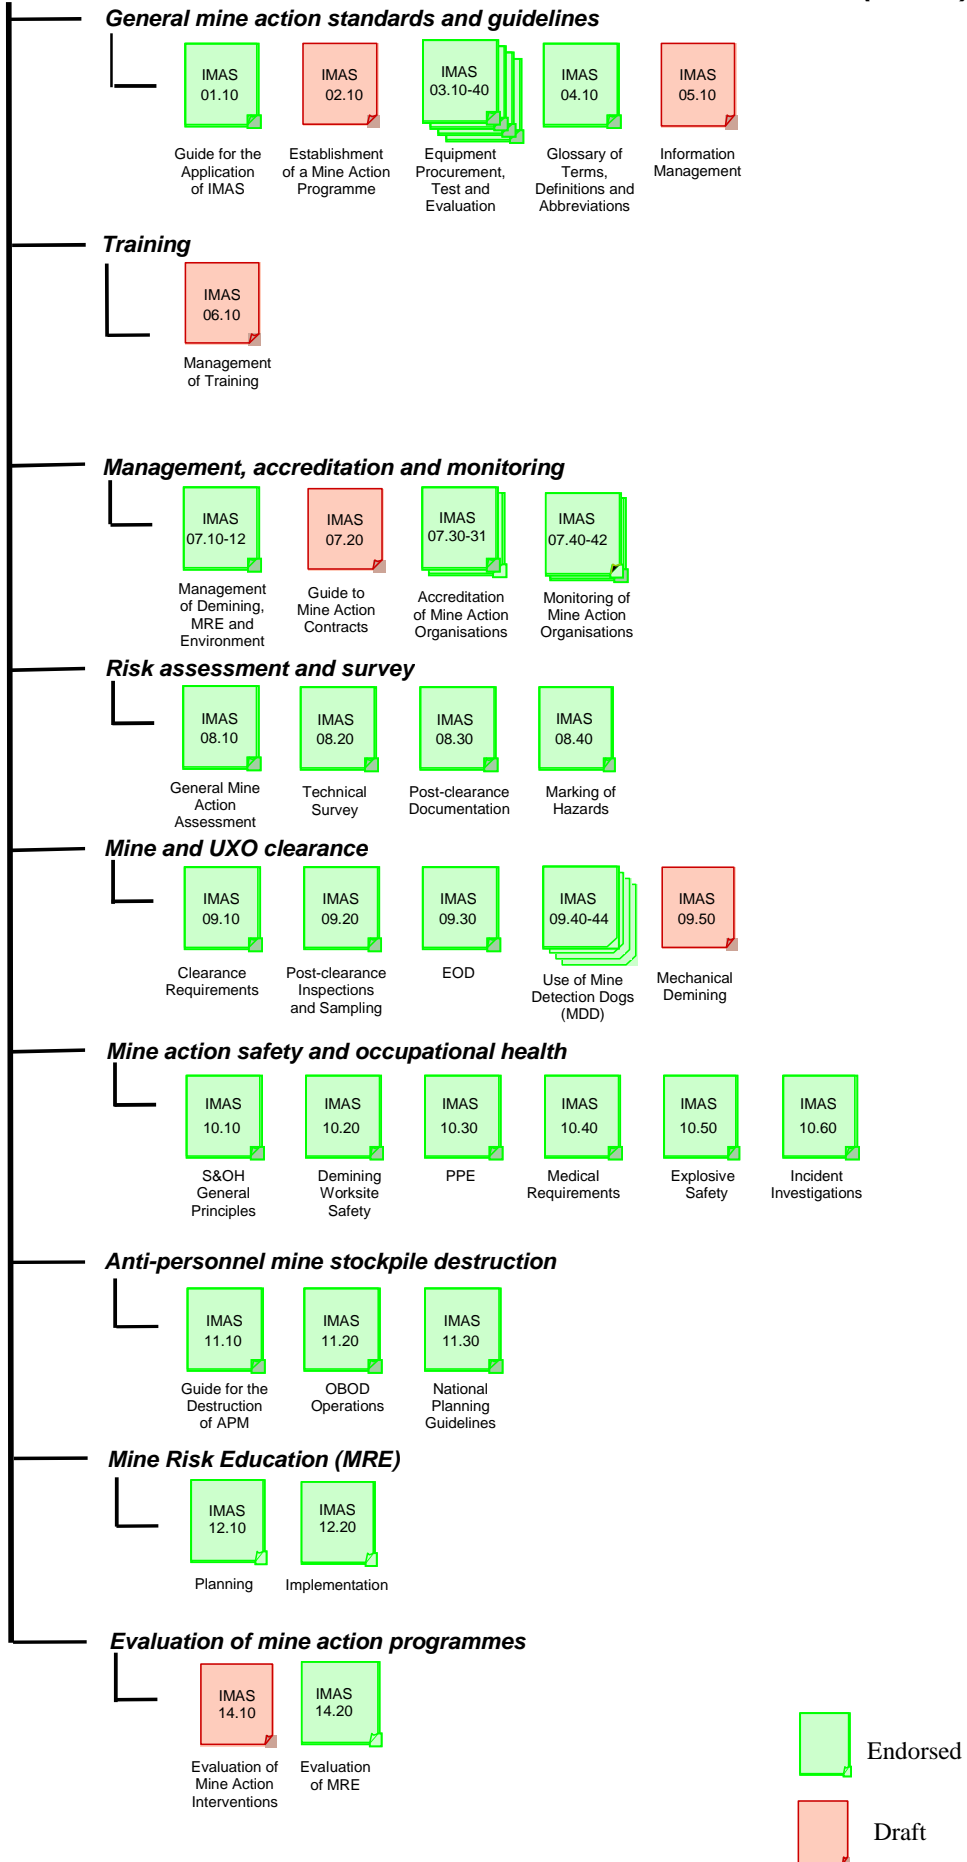 General mine action standards and guidelines
IMAS
01.10
IMAS
02.10
IMAS
03.10-40
IMAS
04.10
IMAS
05.10
Guide for the
Application
of IMAS
Establishment
of a Mine Action
Programme
Equipment
Procurement,
Test and
Evaluation
Glossary of
Terms,
Definitions and
Abbreviations
Information
Management
Training
IMAS
06.10
Management
of Training
Management, accreditation and monitoring
IMAS
07.10-12
IMAS
07.20
IMAS
07.30-31
IMAS
07.40-42
Management
of Demining,
MRE and
Environment
Guide to
Mine Action
Contracts
Accreditation
of Mine Action
Organisations
Monitoring of
Mine Action
Organisations
Risk assessment and survey
IMAS
08.10
IMAS
08.20
IMAS
08.30
IMAS
08.40
General Mine
Action
Assessment
Technical
Survey
Post-clearance
Documentation
Marking of
Hazards
Mine and UXO clearance
IMAS
09.10
IMAS
09.20
IMAS
09.30
IMAS
09.40-44
IMAS
09.50
Clearance
Requirements
Post-clearance
Inspections
and Sampling
EOD
Use of Mine
Detection Dogs
(MDD)
Mechanical
Demining
Mine action safety and occupational health
IMAS
10.10
IMAS
10.20
IMAS
10.30
IMAS
10.40
IMAS
10.50
IMAS
10.60
S&OH
General
Principles
Demining
Worksite
Safety
PPE
Medical
Requirements
Explosive
Safety
Incident
Investigations
Anti-personnel mine stockpile destruction
IMAS
11.10
IMAS
11.20
IMAS
11.30
Guide for the
Destruction
of APM
OBOD
Operations
National
Planning
Guidelines
Mine Risk Education (MRE)
IMAS
12.10
IMAS
12.20
Planning
Implementation
Evaluation of mine action programmes
IMAS
14.10
IMAS
14.20
Evaluation of
Mine Action
Interventions
Evaluation
of MRE
Endorsed
Draft